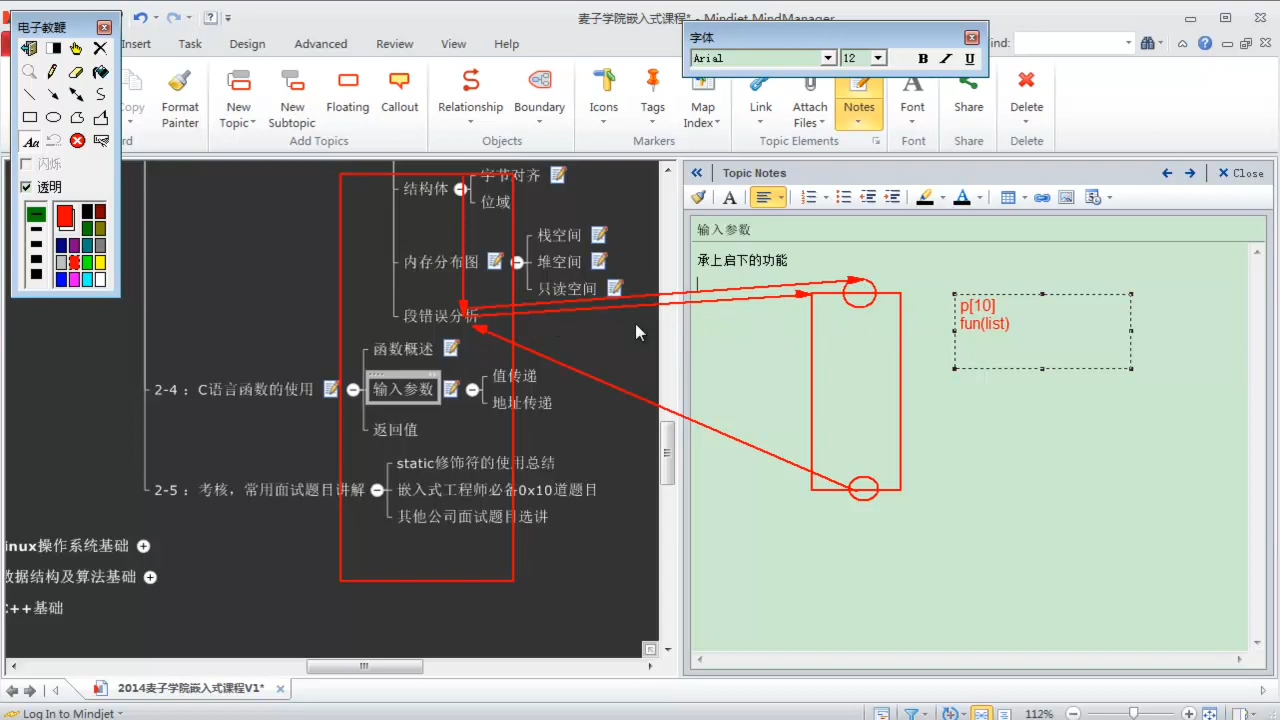 麦子学院嵌入式课程* - Mindjet MindManager
电子教鞭
Insert Task Design Advanced Review View Help
字体
Arial 12 B I U
Format Painter
New Topic
New Subtopic
Floating
Callout
Relationship
Boundary
Icons
Tags
Map Index
Link
Attach Files
Notes
Font
Share
Delete
Add Topics
Objects
Markers
Topic Elements
Font
Share
Delete
Aa
闪烁
透明
结构体
字节对齐
位域
内存分布图
栈空间
堆空间
只读空间
段错误分析
2-4 : C语言函数的使用
函数概述
输入参数
值传递
地址传递
返回值
2-5 : 考核，常用面试题目讲解
static修饰符的使用总结
嵌入式工程师必备0x10道题目
其他公司面试题目选讲
inux操作系统基础
数据结构及算法基础
C++基础
Topic Notes
Close
输入参数
承上启下的功能
p[10]
fun(list)
2014麦子学院嵌入式课程V1*
Log In to Mindjet
112%